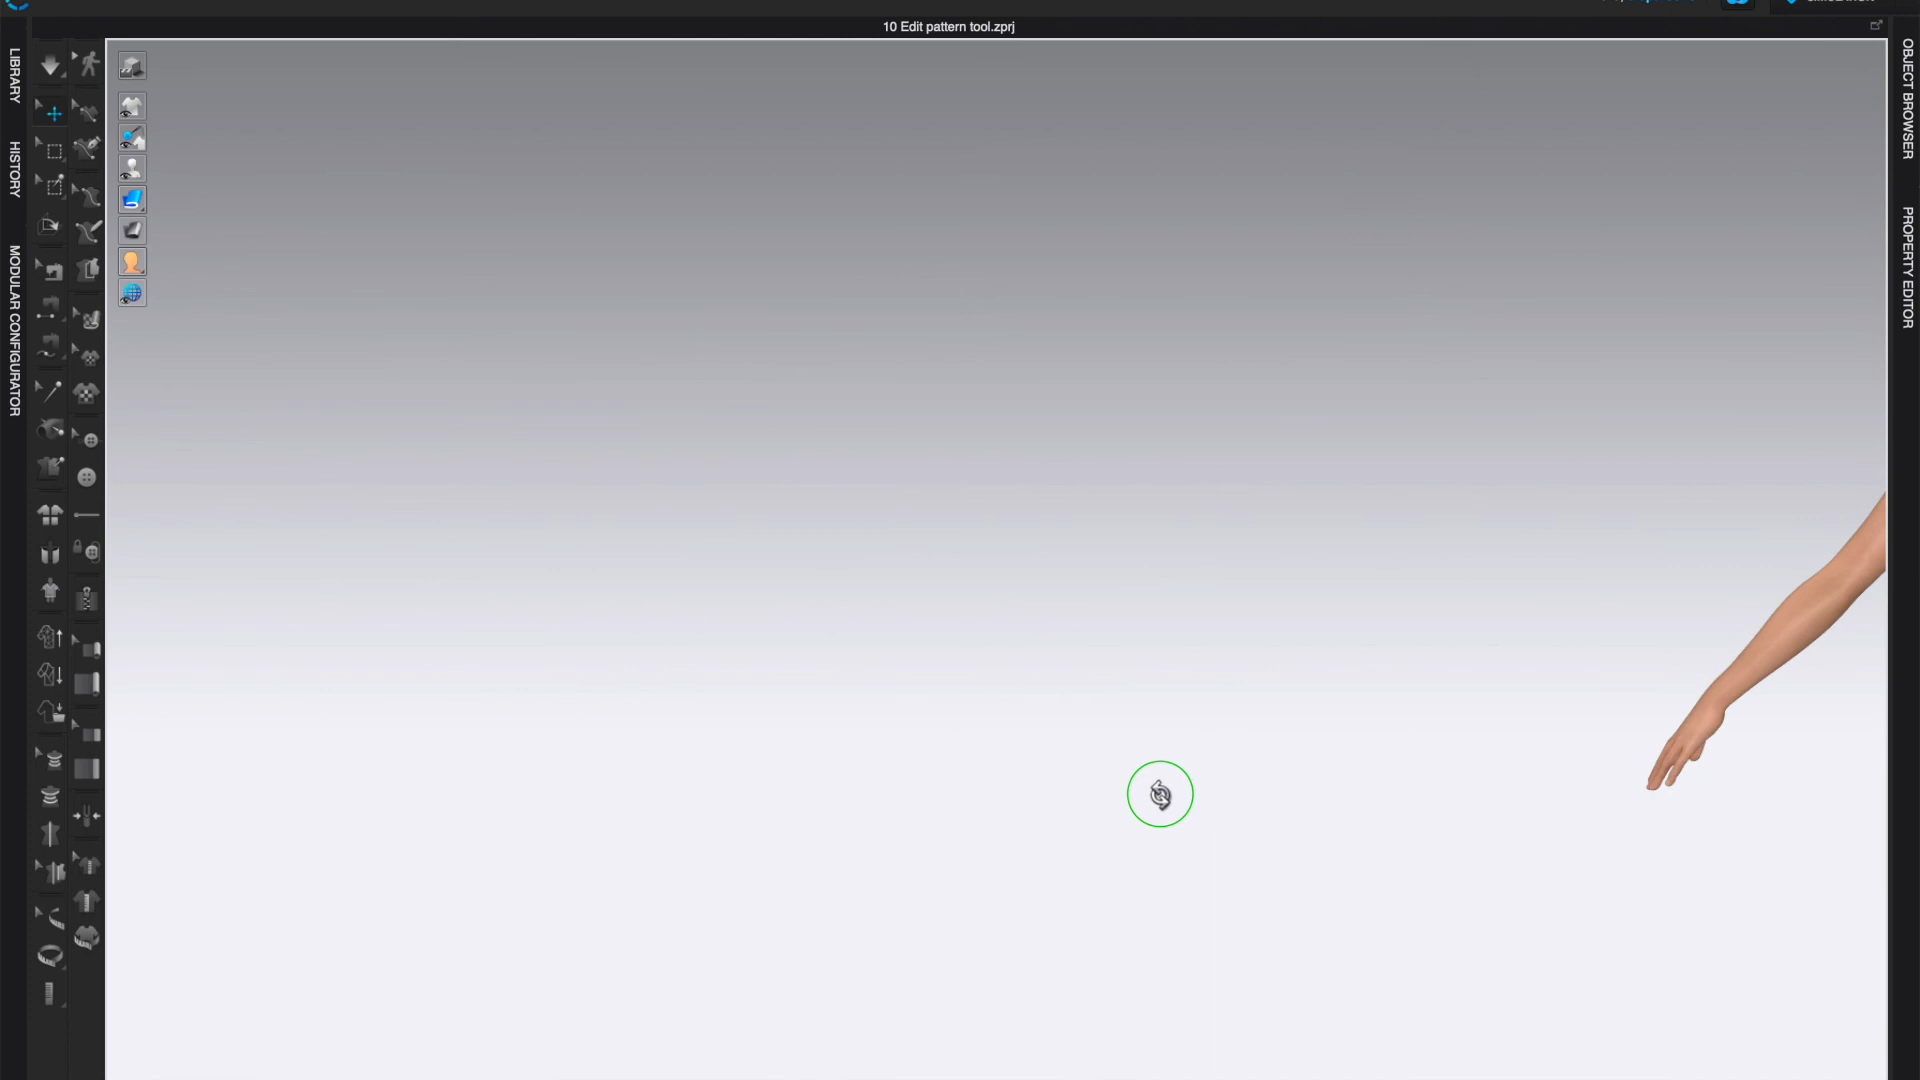 10 Edit pattern tool.zprj
LIBRARY
HISTORY
MODULAR CONFIGURATOR
OBJECT BROWSER
PROPERTY EDITOR